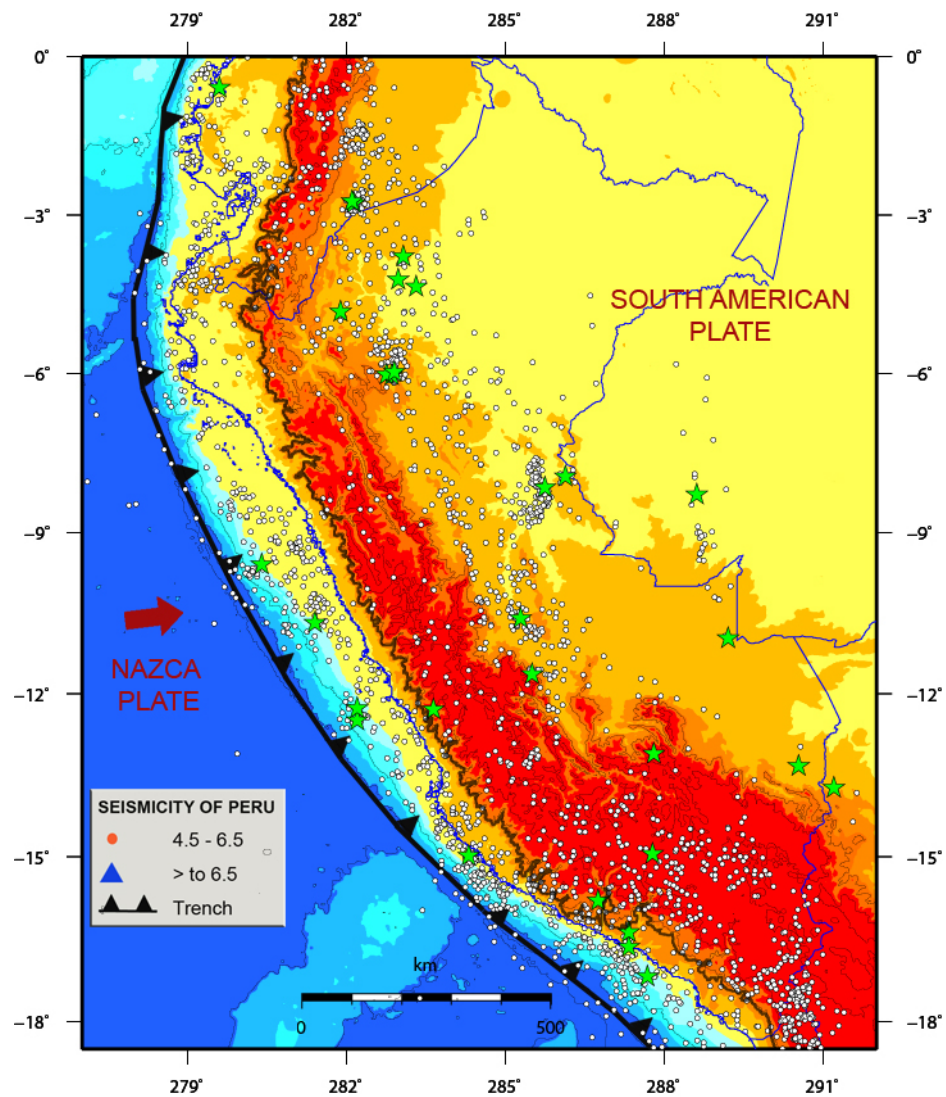 279° 282° 285° 288° 291°
0° 0°
−3° −3°
SOUTH AMERICAN
PLATE
−6° −6°
−9° −9°
NAZCA
PLATE
−12° −12°
SEISMICITY OF PERU
4.5 - 6.5
> to 6.5
Trench
−15° −15°
km
0 500
−18° −18°
279° 282° 285° 288° 291°